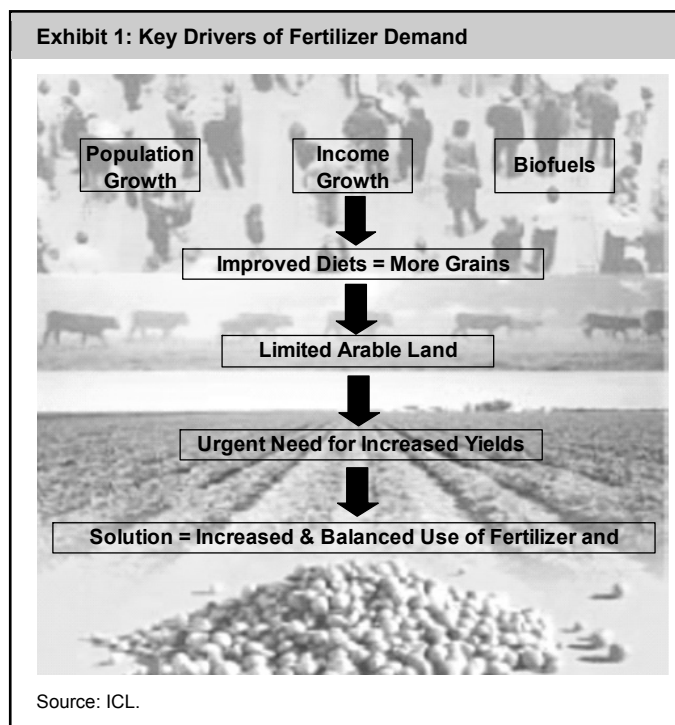 Exhibit 1: Key Drivers of Fertilizer Demand
Population
Growth
Income
Growth
Biofuels
Improved Diets = More Grains
Limited Arable Land
Urgent Need for Increased Yields
Solution = Increased & Balanced Use of Fertilizer and
Source: ICL.